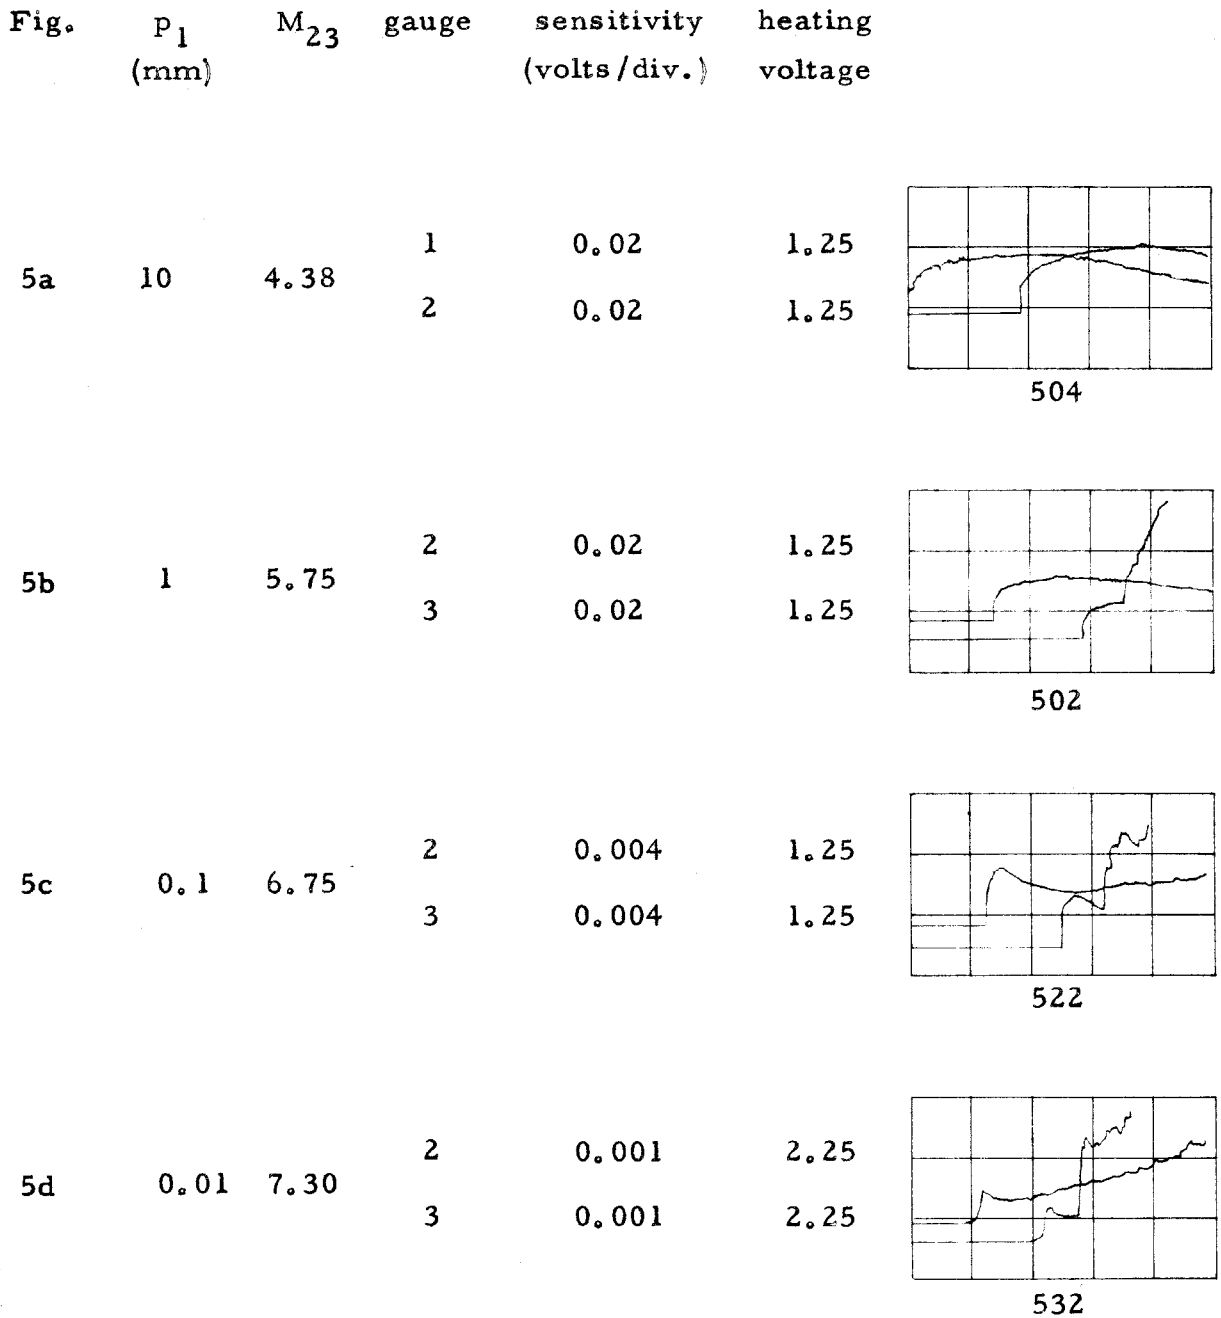 Fig. p1 M23 gauge sensitivity heating
(mm) (volts/div.) voltage
1 0.02 1.25
5a 10 4.38
2 0.02 1.25
504
2 0.02 1.25
5b 1 5.75
3 0.02 1.25
502
2 0.004 1.25
5c 0.1 6.75
3 0.004 1.25
522
2 0.001 2.25
5d 0.01 7.30
3 0.001 2.25
532